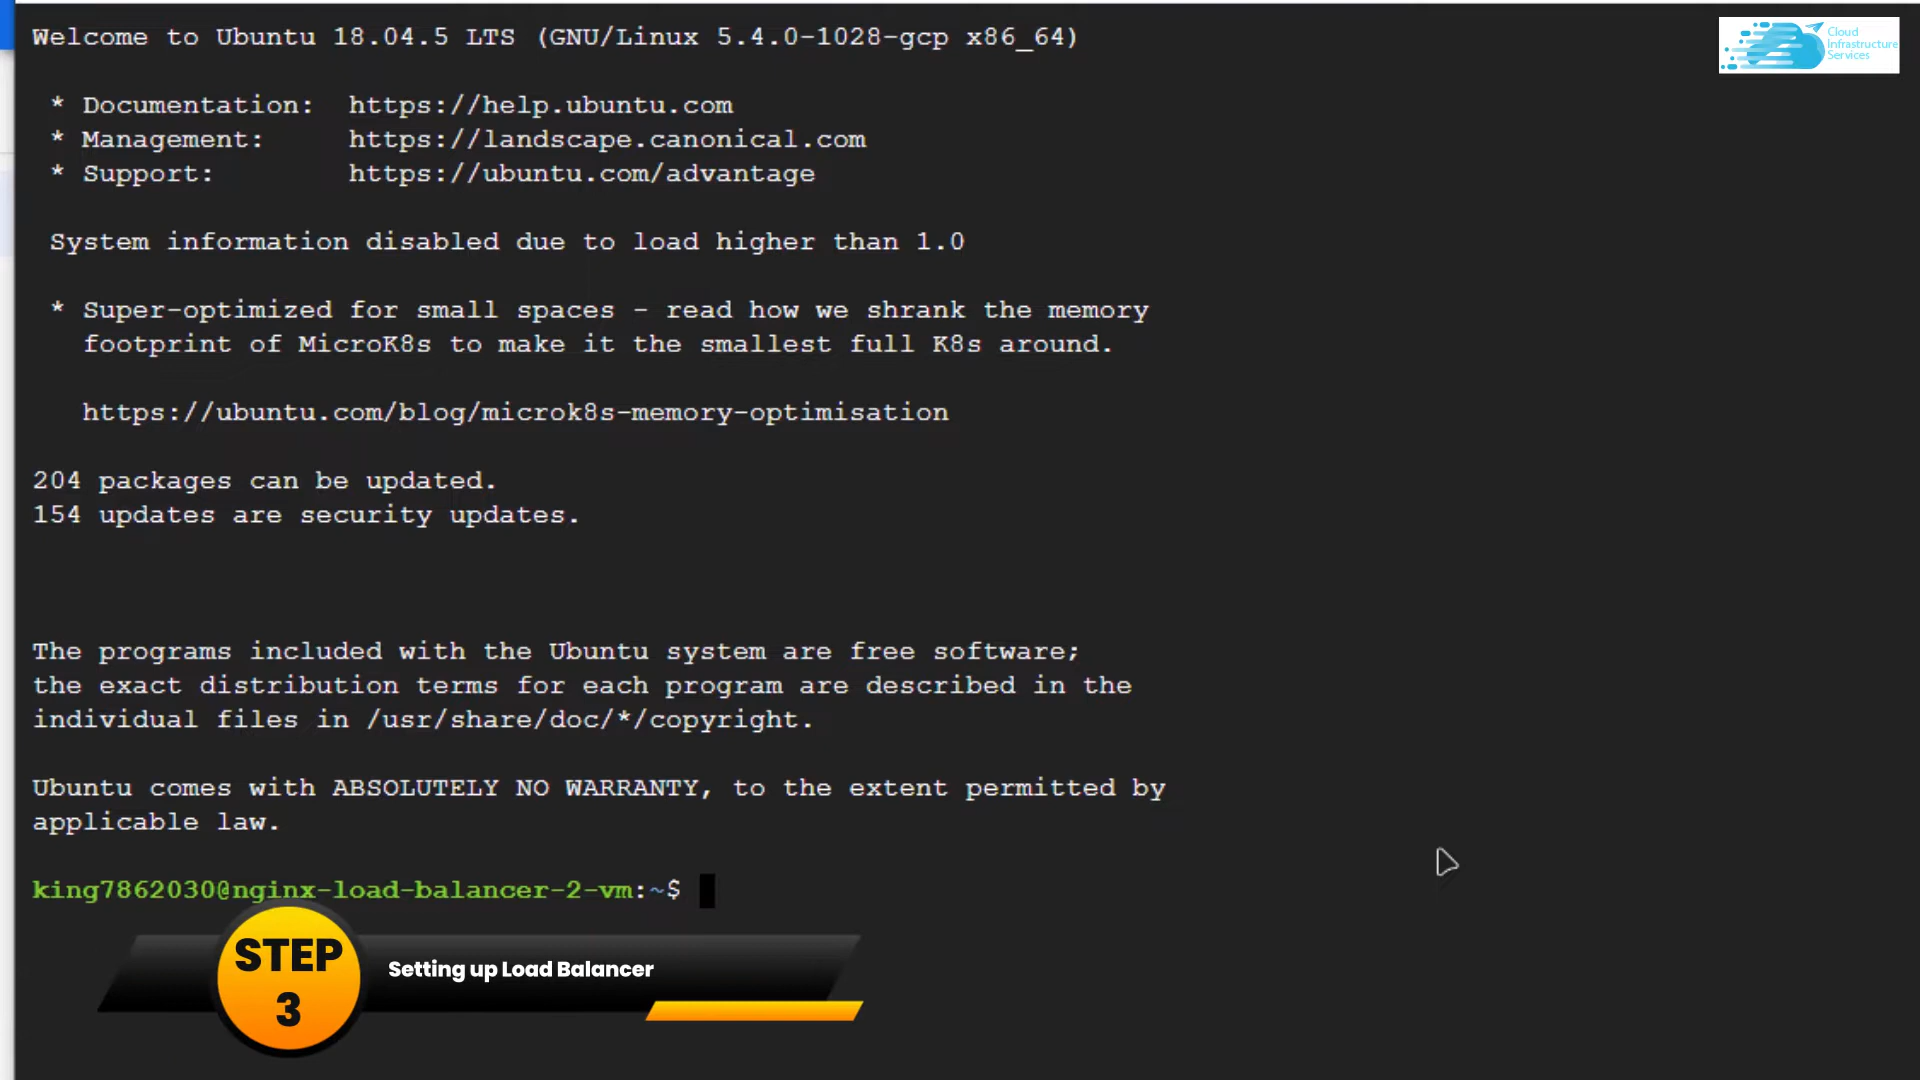 Welcome to Ubuntu 18.04.5 LTS (GNU/Linux 5.4.0-1028-gcp x86_64)
Cloud
Infrastructure
Services
* Documentation:  https://help.ubuntu.com
* Management:     https://landscape.canonical.com
* Support:        https://ubuntu.com/advantage
System information disabled due to load higher than 1.0
* Super-optimized for small spaces - read how we shrank the memory
footprint of MicroK8s to make it the smallest full K8s around.
https://ubuntu.com/blog/microk8s-memory-optimisation
204 packages can be updated.
154 updates are security updates.
The programs included with the Ubuntu system are free software;
the exact distribution terms for each program are described in the
individual files in /usr/share/doc/*/copyright.
Ubuntu comes with ABSOLUTELY NO WARRANTY, to the extent permitted by
applicable law.
king7862030@nginx-load-balancer-2-vm:~$
STEP
3
Setting up Load Balancer